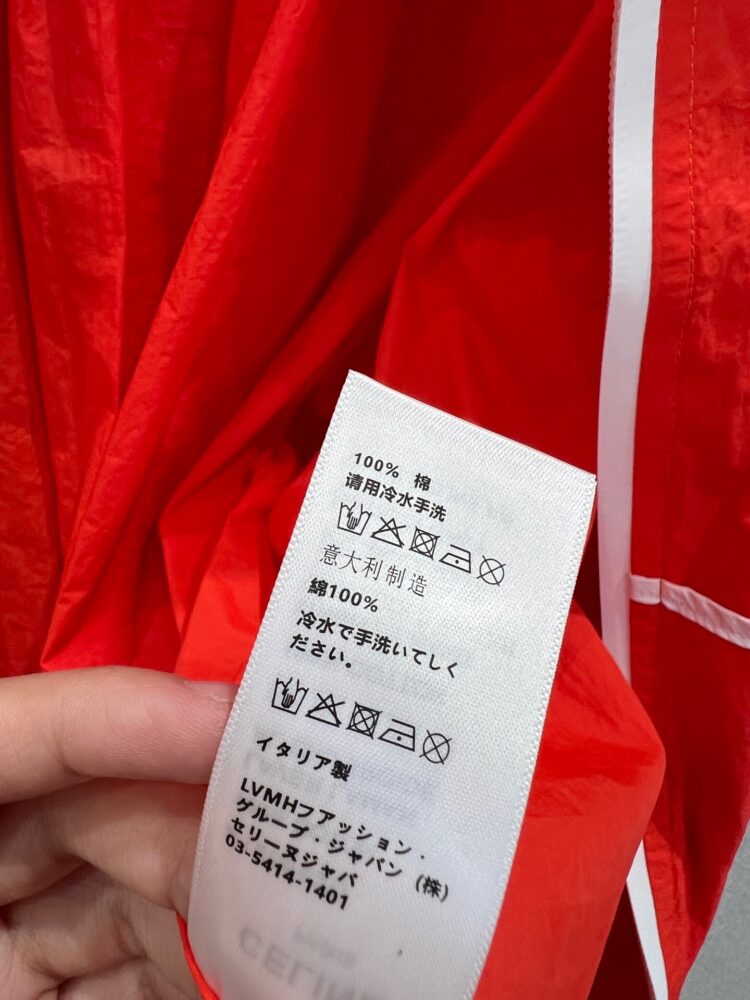 100% 棉
请用冷水手洗
意大利制造
綿100%
冷水で手洗いてしく
ださい。
イタリア製
LVMHファッション・
グループ・ジャパン (株)
セリーヌジャパ
03-5414-1401